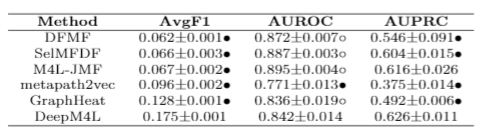 Method AvgF1 AUROC AUPRC
DFMF 0.062±0.001● 0.872±0.007○ 0.546±0.091●
SelMFDF 0.066±0.003● 0.887±0.003○ 0.604±0.015●
M4L-JMF 0.067±0.002● 0.895±0.004○ 0.616±0.026
metapath2vec 0.096±0.002● 0.771±0.013● 0.375±0.014●
GraphHeat 0.128±0.001● 0.836±0.019○ 0.492±0.006●
DeepM4L 0.175±0.001 0.842±0.014 0.626±0.011